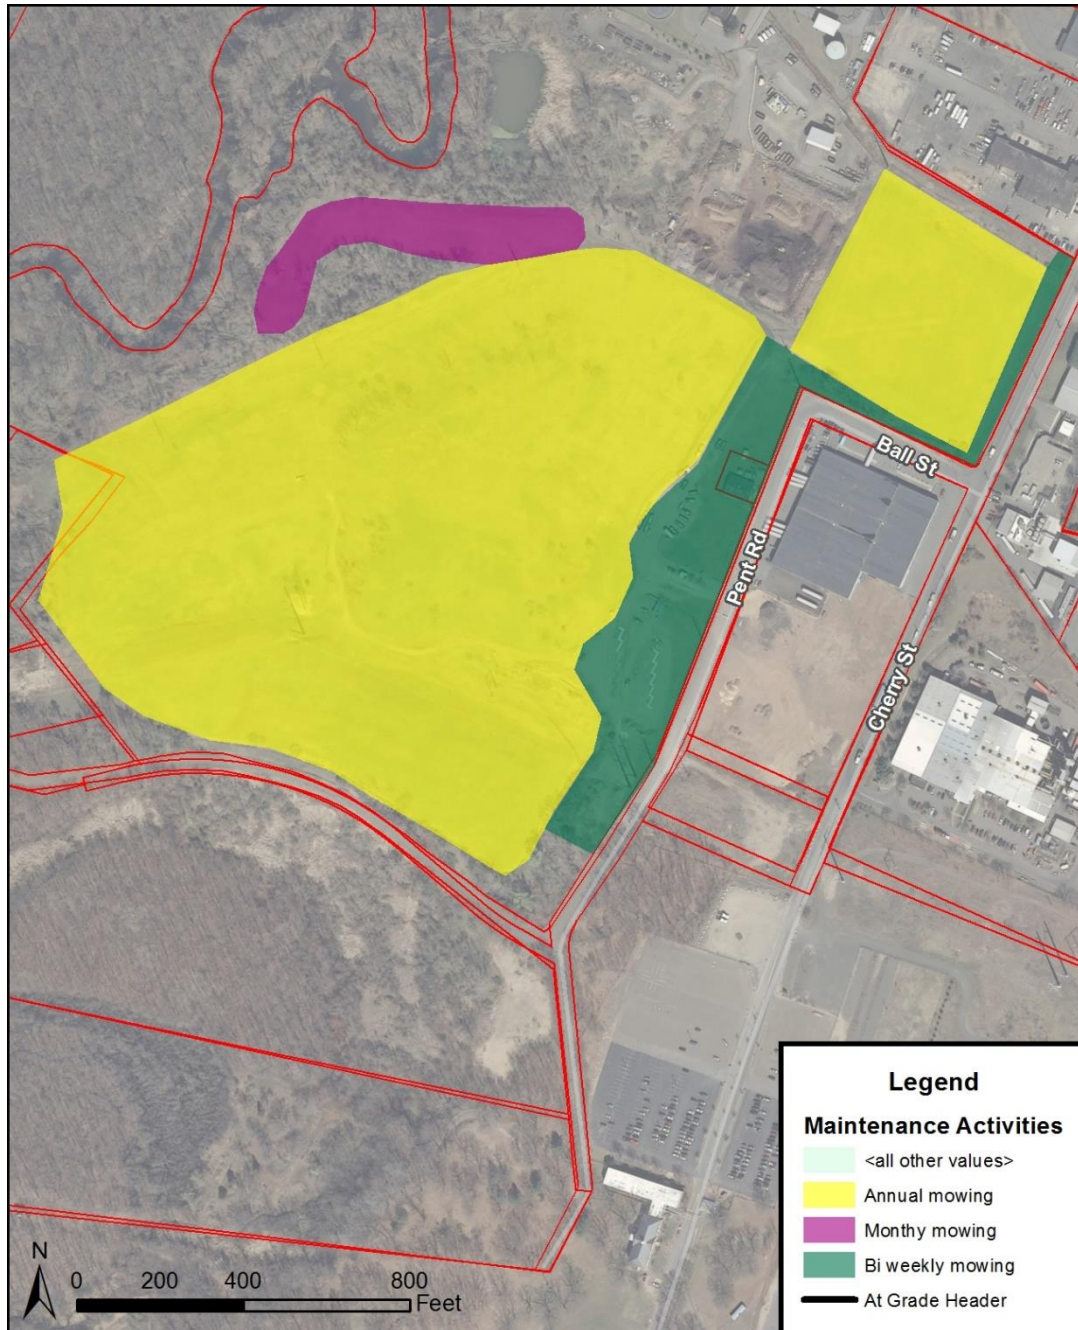 Ball St
Pent Rd
Cherry St
Legend
Maintenance Activities
<all other values>
Annual mowing
Monthy mowing
Bi weekly mowing
At Grade Header
N
0 200 400 800
Feet